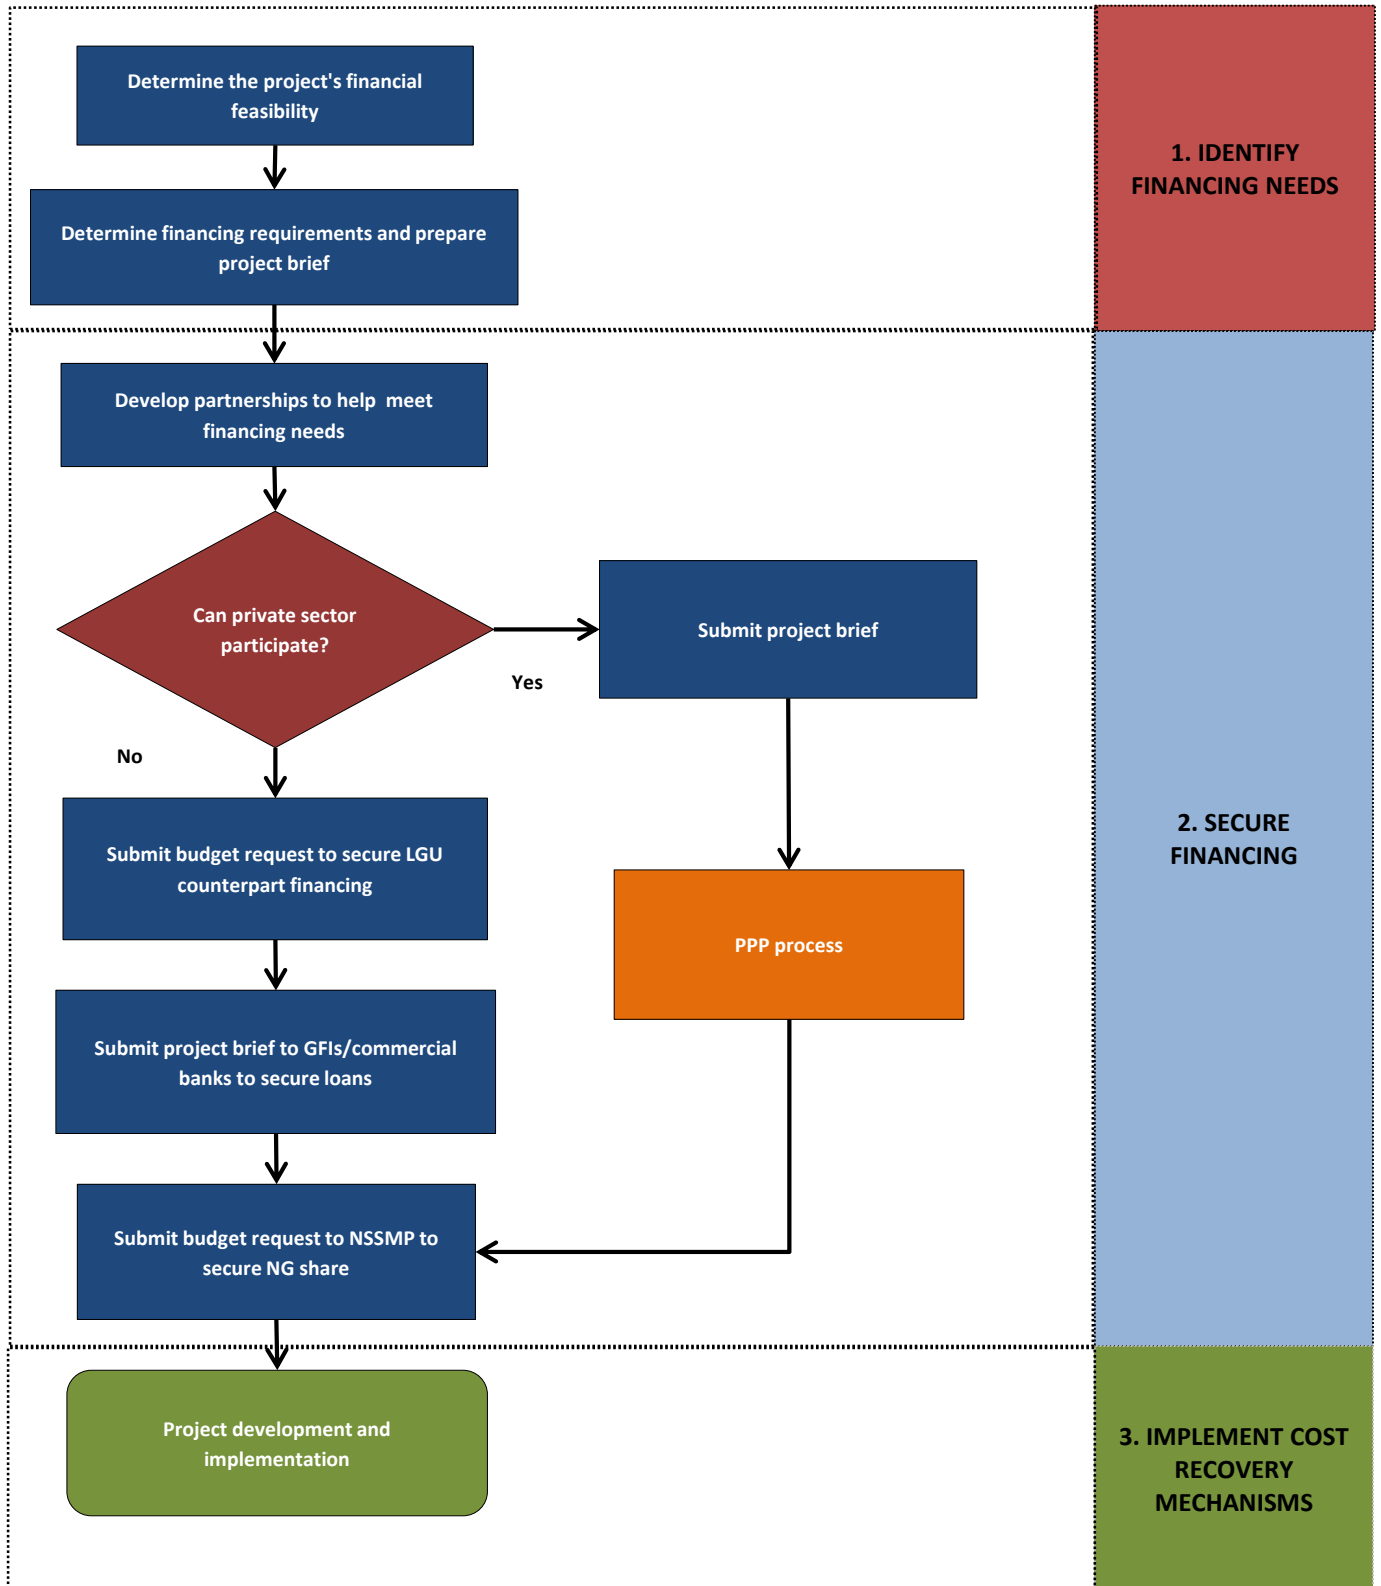 Determine the project's financial
feasibility
1. IDENTIFY
FINANCING NEEDS
Determine financing requirements and prepare
project brief
Develop partnerships to help  meet
financing needs
Can private sector
participate?
Submit project brief
Yes
No
Submit budget request to secure LGU
counterpart financing
2. SECURE
FINANCING
PPP process
Submit project brief to GFIs/commercial
banks to secure loans
Submit budget request to NSSMP to
secure NG share
Project development and
implementation
3. IMPLEMENT COST
RECOVERY
MECHANISMS